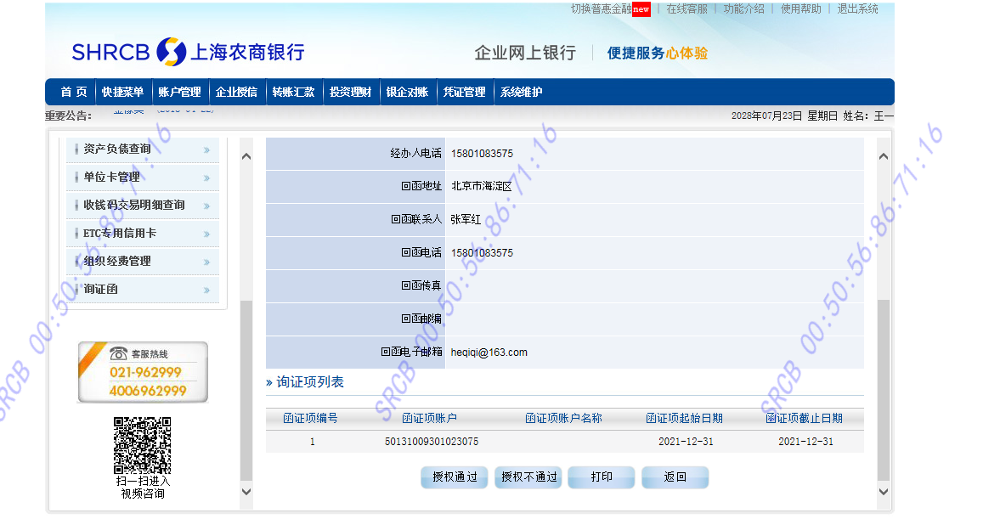 切换普惠金融new | 在线客服 | 功能介绍 | 使用帮助 | 退出系统
SHRCB 上海农商银行 企业网上银行 便捷服务心体验
首 页 快捷菜单 账户管理 企业授信 转账汇款 投资理财 银企对账 凭证管理 系统维护
重要公告: 2028年07月23日 星期日 姓名: 王一
资产负债查询 »
单位卡管理 »
收钱码交易明细查询 »
ETC专用信用卡 »
组织经费管理 »
询证函 »
客服热线
021-962999
4006962999
扫一扫进入
视频咨询
经办人电话 15801083575
回函地址 北京市海淀区
回函联系人 张军红
回函电话 15801083575
回函传真
回函邮编
回函电子邮箱 heqiqi@163.com
» 询证项列表
函证项编号 函证项账户 函证项账户名称 函证项起始日期 函证项截止日期
1 50131009301023075 2021-12-31 2021-12-31
授权通过 授权不通过 打印 返回
SRCB 00:50:56:86:71:16
SRCB 00:50:56:86:71:16
SRCB 00:50:56:86:71:16